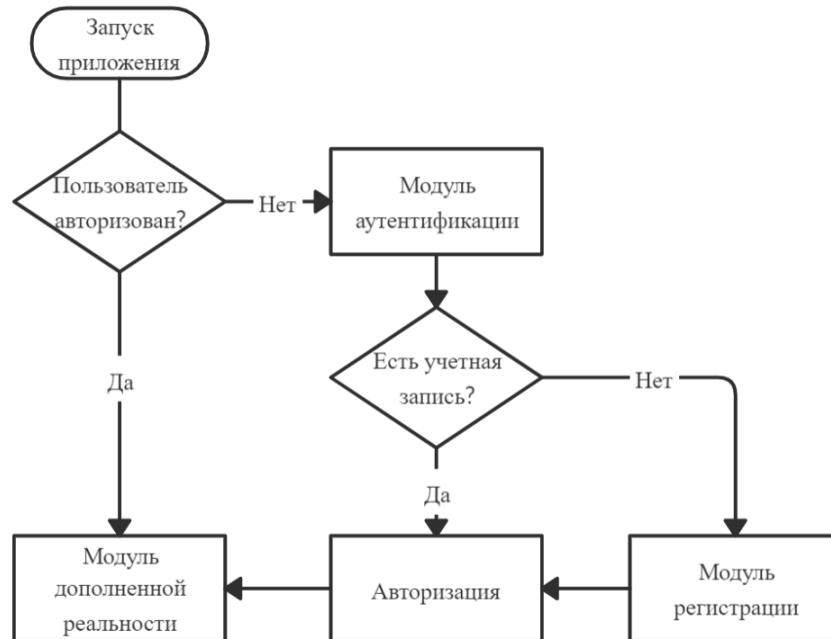 Запуск
приложения
Пользователь
авторизован?
Нет
Модуль
аутентификации
Да
Есть учетная
запись?
Нет
Да
Модуль
дополненной
реальности
Авторизация
Модуль
регистрации